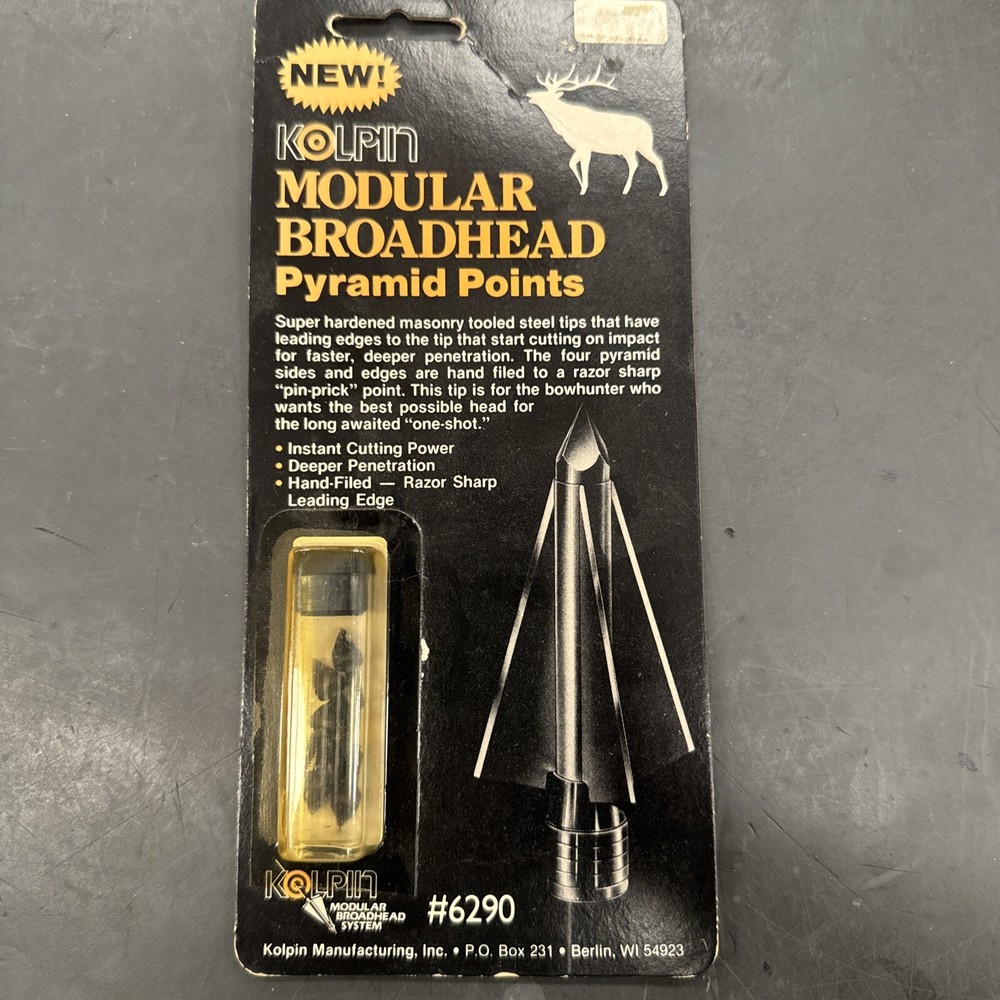 NEW!
KOLPIN
MODULAR
BROADHEAD
Pyramid Points
Super hardened masonry tooled steel tips that have
leading edges to the tip that start cutting on impact
for faster, deeper penetration. The four pyramid
sides and edges are hand filed to a razor sharp
“pin-prick” point. This tip is for the bowhunter who
wants the best possible head for
the long awaited “one-shot.”
• Instant Cutting Power
• Deeper Penetration
• Hand-Filed — Razor Sharp
Leading Edge
KOLPIN
MODULAR
BROADHEAD
SYSTEM
#6290
Kolpin Manufacturing, Inc. • P.O. Box 231 • Berlin, WI 54923